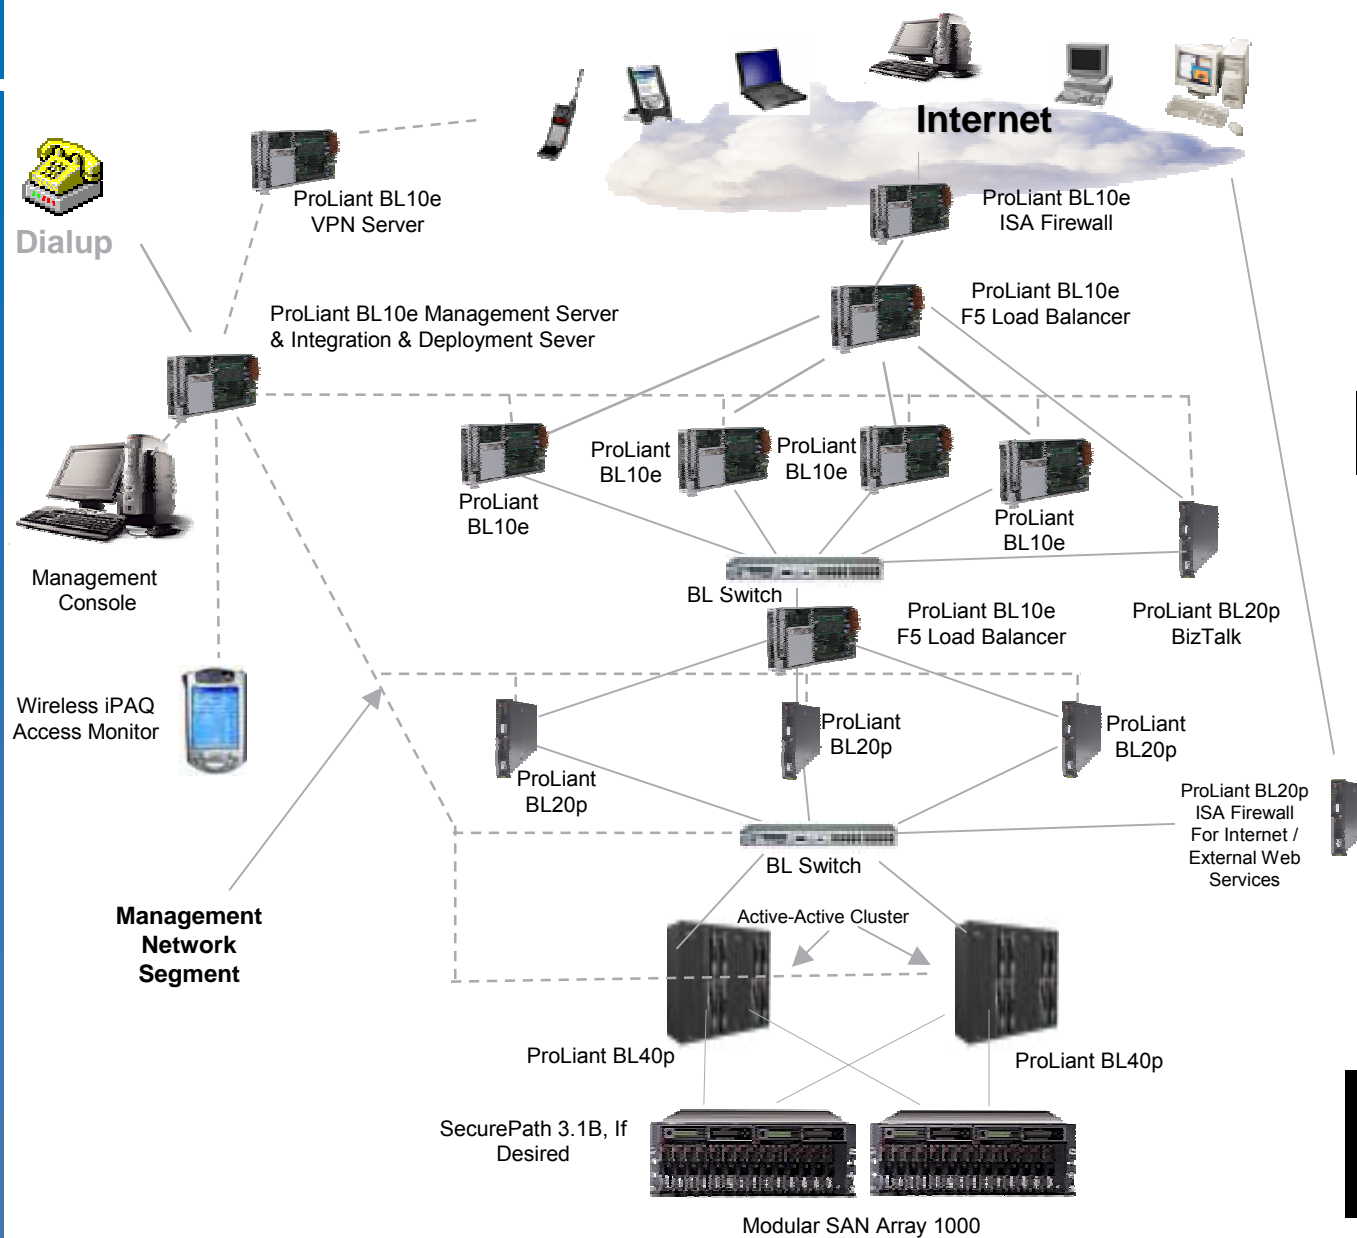 Internet
Dialup
ProLiant BL10e
VPN Server
ProLiant BL10e
ISA Firewall
ProLiant BL10e
F5 Load Balancer
ProLiant BL10e Management Server
& Integration & Deployment Sever
ProLiant
BL10e
ProLiant
BL10e
ProLiant
BL10e
ProLiant
BL10e
Management
Console
BL Switch
ProLiant BL10e
F5 Load Balancer
ProLiant BL20p
BizTalk
Wireless iPAQ
Access Monitor
ProLiant
BL20p
ProLiant
BL20p
ProLiant
BL20p
ProLiant BL20p
ISA Firewall
For Internet /
External Web
Services
BL Switch
Management
Network
Segment
Active-Active Cluster
ProLiant BL40p
ProLiant BL40p
SecurePath 3.1B, If
Desired
Modular SAN Array 1000